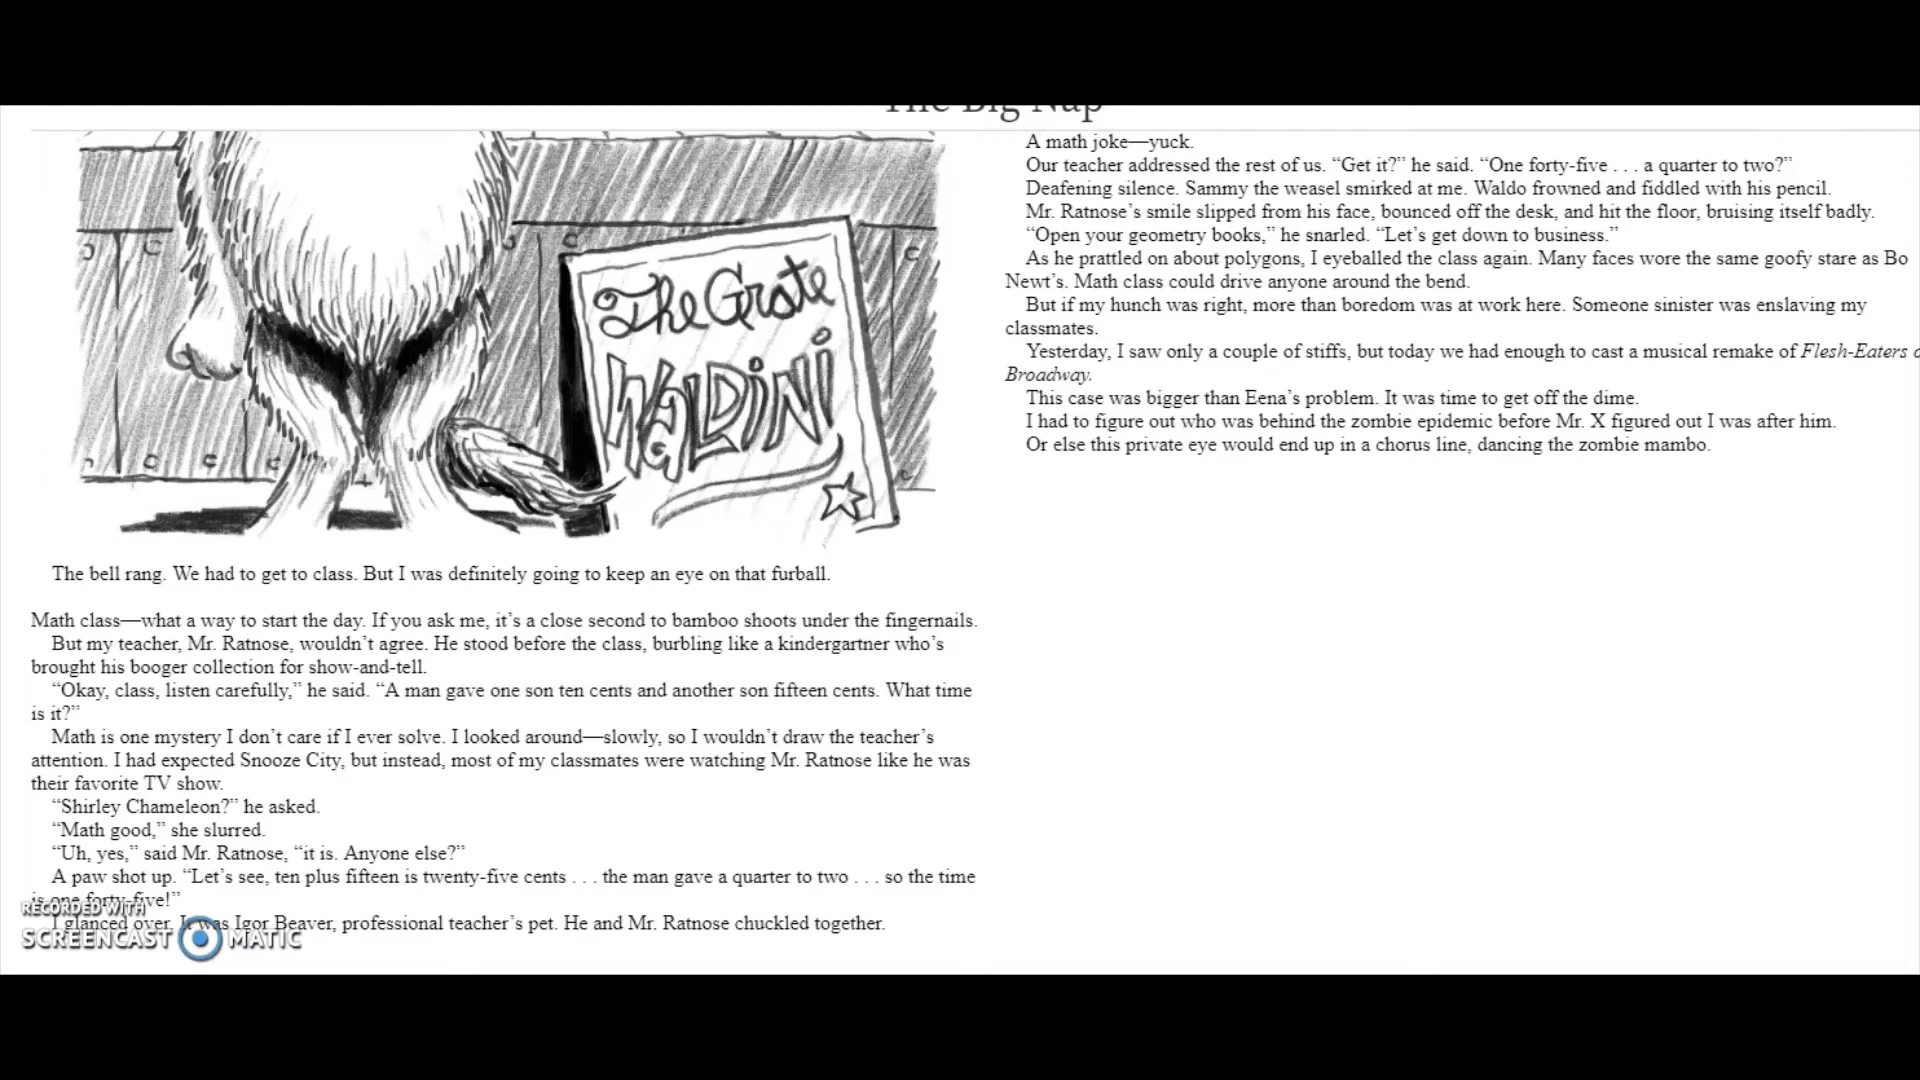 The Big Nap
The Grate
WALDiNi
The bell rang. We had to get to class. But I was definitely going to keep an eye on that furball.
Math class—what a way to start the day. If you ask me, it’s a close second to bamboo shoots under the fingernails.
But my teacher, Mr. Ratnose, wouldn’t agree. He stood before the class, burbling like a kindergartner who’s
brought his booger collection for show-and-tell.
“Okay, class, listen carefully,” he said. “A man gave one son ten cents and another son fifteen cents. What time
is it?”
Math is one mystery I don’t care if I ever solve. I looked around—slowly, so I wouldn’t draw the teacher’s
attention. I had expected Snooze City, but instead, most of my classmates were watching Mr. Ratnose like he was
their favorite TV show.
“Shirley Chameleon?” he asked.
“Math good,” she slurred.
“Uh, yes,” said Mr. Ratnose, “it is. Anyone else?”
A paw shot up. “Let’s see, ten plus fifteen is twenty-five cents . . . the man gave a quarter to two . . . so the time
is one forty-five!”
I glanced over. It was Igor Beaver, professional teacher’s pet. He and Mr. Ratnose chuckled together.
RECORDED WITH
SCREENCAST MATIC
A math joke—yuck.
Our teacher addressed the rest of us. “Get it?” he said. “One forty-five . . . a quarter to two?”
Deafening silence. Sammy the weasel smirked at me. Waldo frowned and fiddled with his pencil.
Mr. Ratnose’s smile slipped from his face, bounced off the desk, and hit the floor, bruising itself badly.
“Open your geometry books,” he snarled. “Let’s get down to business.”
As he prattled on about polygons, I eyeballed the class again. Many faces wore the same goofy stare as Bo
Newt’s. Math class could drive anyone around the bend.
But if my hunch was right, more than boredom was at work here. Someone sinister was enslaving my
classmates.
Yesterday, I saw only a couple of stiffs, but today we had enough to cast a musical remake of Flesh-Eaters
Broadway.
This case was bigger than Eena’s problem. It was time to get off the dime.
I had to figure out who was behind the zombie epidemic before Mr. X figured out I was after him.
Or else this private eye would end up in a chorus line, dancing the zombie mambo.